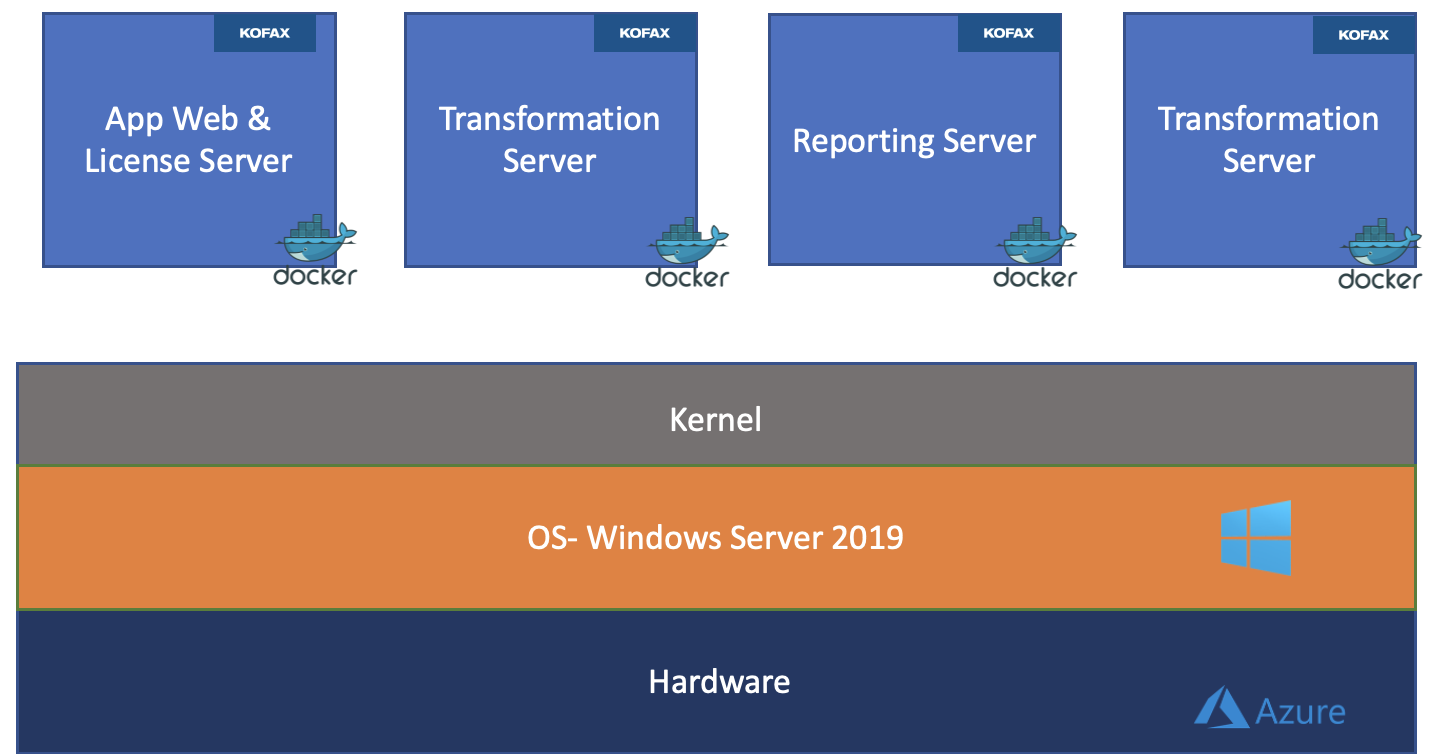 KOFAX
App Web &
License Server
docker
KOFAX
Transformation
Server
docker
KOFAX
Reporting Server
docker
KOFAX
Transformation
Server
docker
Kernel
OS- Windows Server 2019
Hardware
Azure